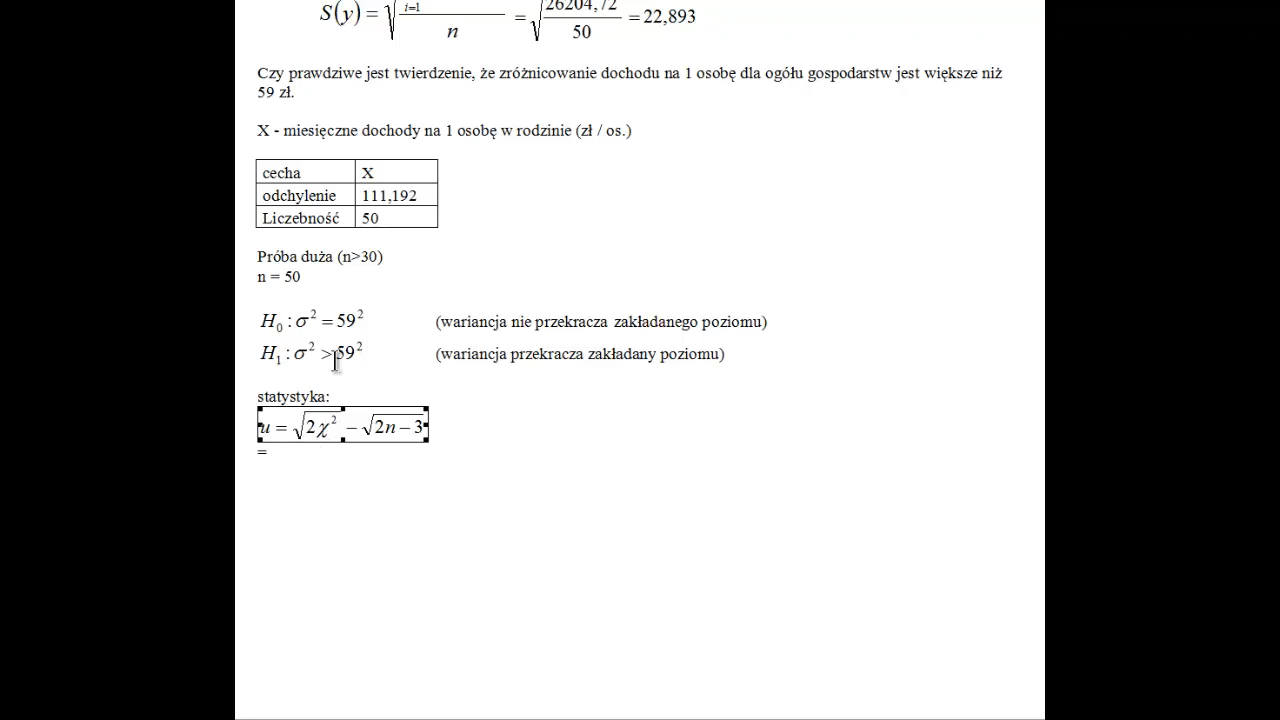 S(y) = √ i=1 / n = √ 26204,72 / 50 = 22,893
Czy prawdziwe jest twierdzenie, że zróżnicowanie dochodu na 1 osobę dla ogółu gospodarstw jest większe niż
59 zł.
X - miesięczne dochody na 1 osobę w rodzinie (zł / os.)
cecha X
odchylenie 111,192
Liczebność 50
Próba duża (n>30)
n = 50
H₀ : σ² = 59² (wariancja nie przekracza zakładanego poziomu)
H₁ : σ² > 59² (wariancja przekracza zakładany poziomu)
statystyka:
u = √2χ² − √2n − 3
=